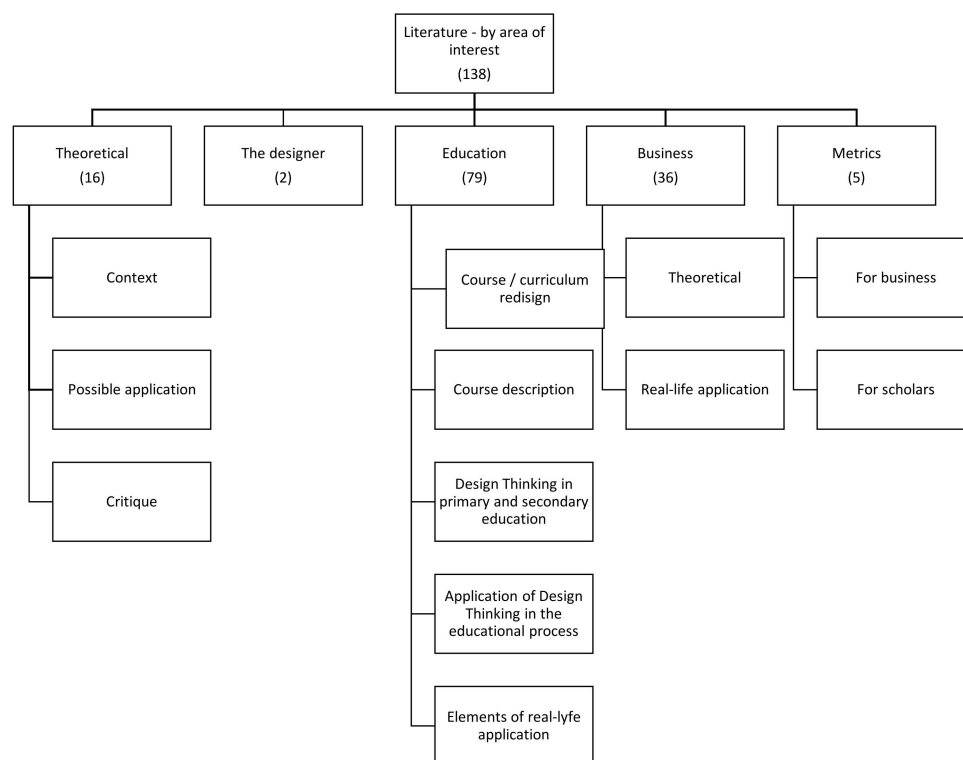 Literature - by area of
interest
(138)
Theoretical
(16)
The designer
(2)
Education
(79)
Business
(36)
Metrics
(5)
Context
Possible application
Critique
Course / curriculum
redisign
Course description
Design Thinking in
primary and secondary
education
Application of Design
Thinking in the
educational process
Elements of real-lyfe
application
Theoretical
Real-life application
For business
For scholars